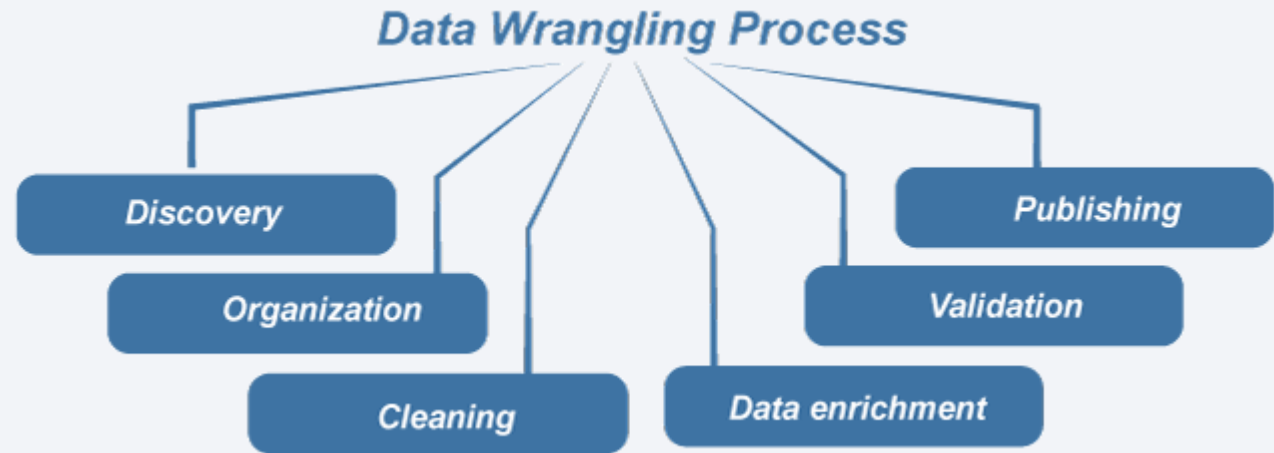 Data Wrangling Process
Discovery
Organization
Cleaning
Data enrichment
Validation
Publishing